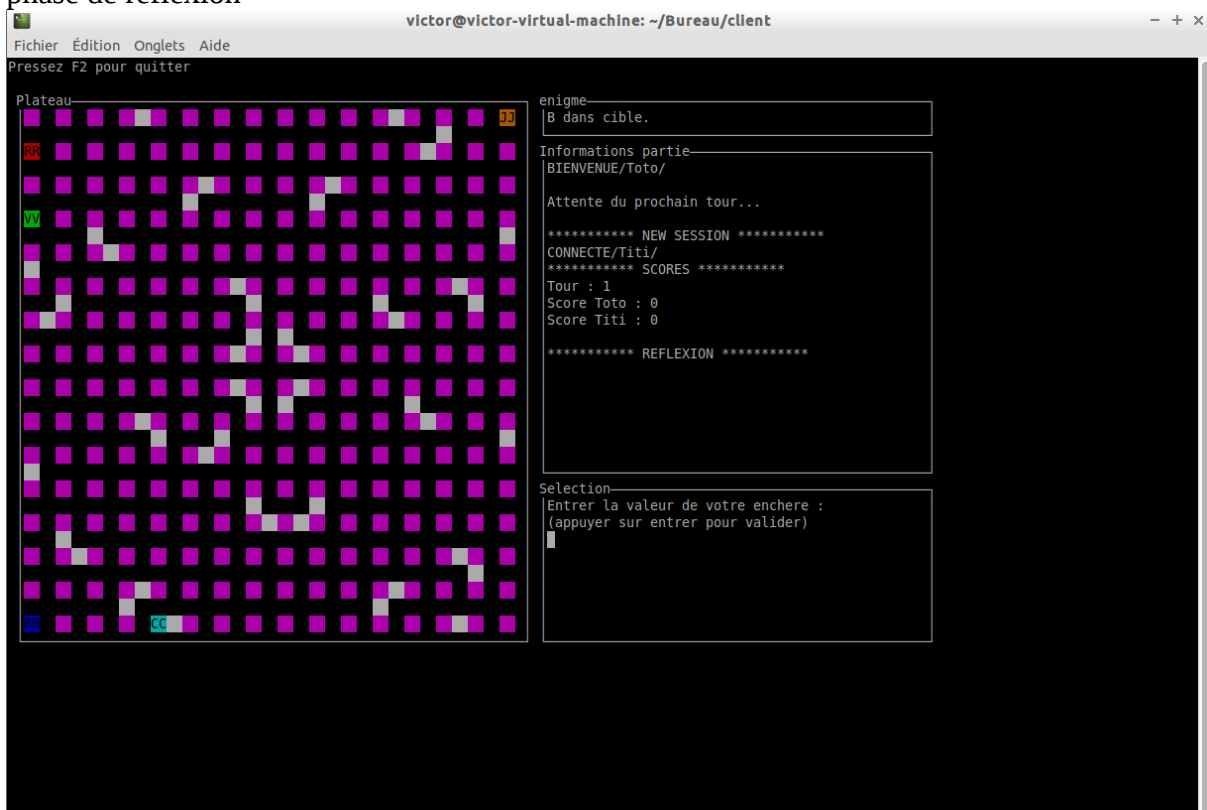 phase de réflexion
victor@victor-virtual-machine: ~/Bureau/client
Fichier Édition Onglets Aide
Pressez F2 pour quitter
Plateau
JJ
RR
VV
BB
CC
enigme
B dans cible.
Informations partie
BIENVENUE/Toto/
Attente du prochain tour...
*********** NEW SESSION ***********
CONNECTE/Titi/
*********** SCORES ***********
Tour : 1
Score Toto : 0
Score Titi : 0
*********** REFLEXION ***********
Selection
Entrer la valeur de votre enchere :
(appuyer sur entrer pour valider)